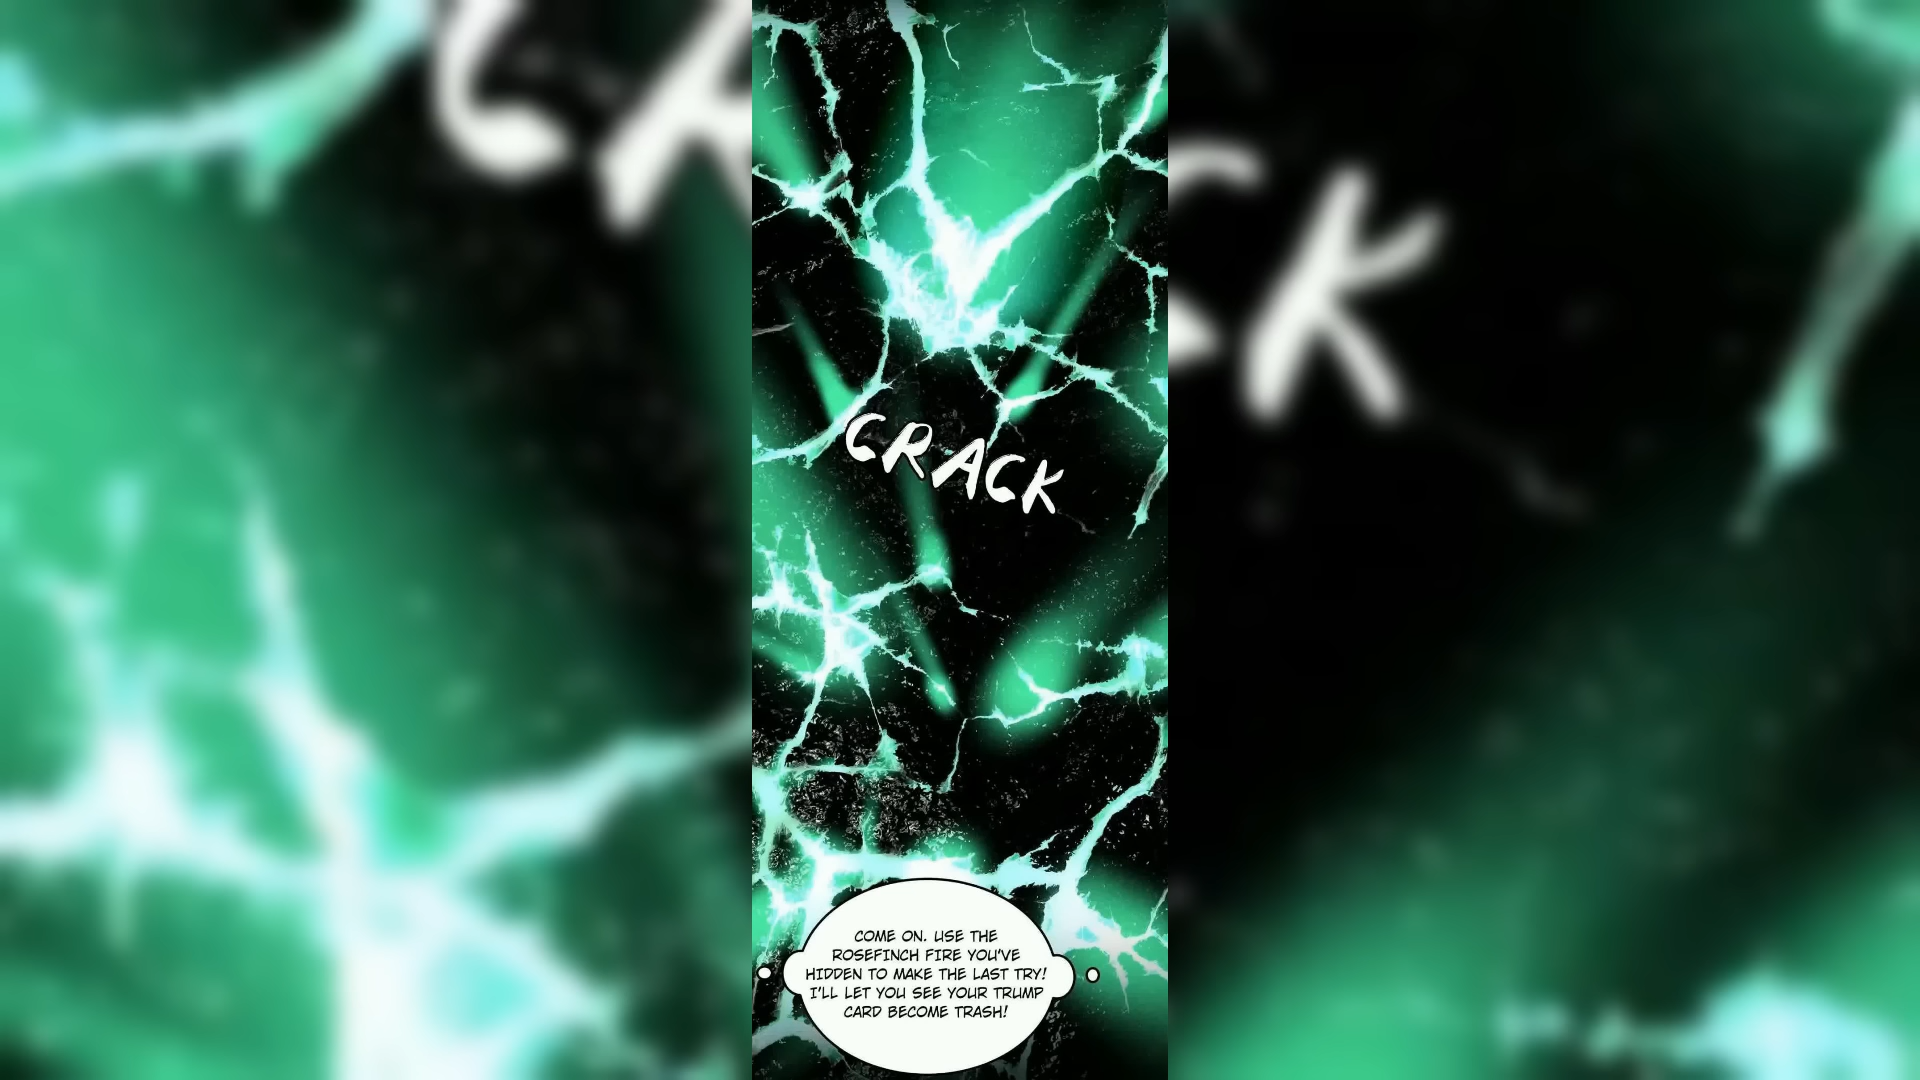 CRACK
COME ON. USE THE
ROSEFINCH FIRE YOU'VE
HIDDEN TO MAKE THE LAST TRY!
I'LL LET YOU SEE YOUR TRUMP
CARD BECOME TRASH!